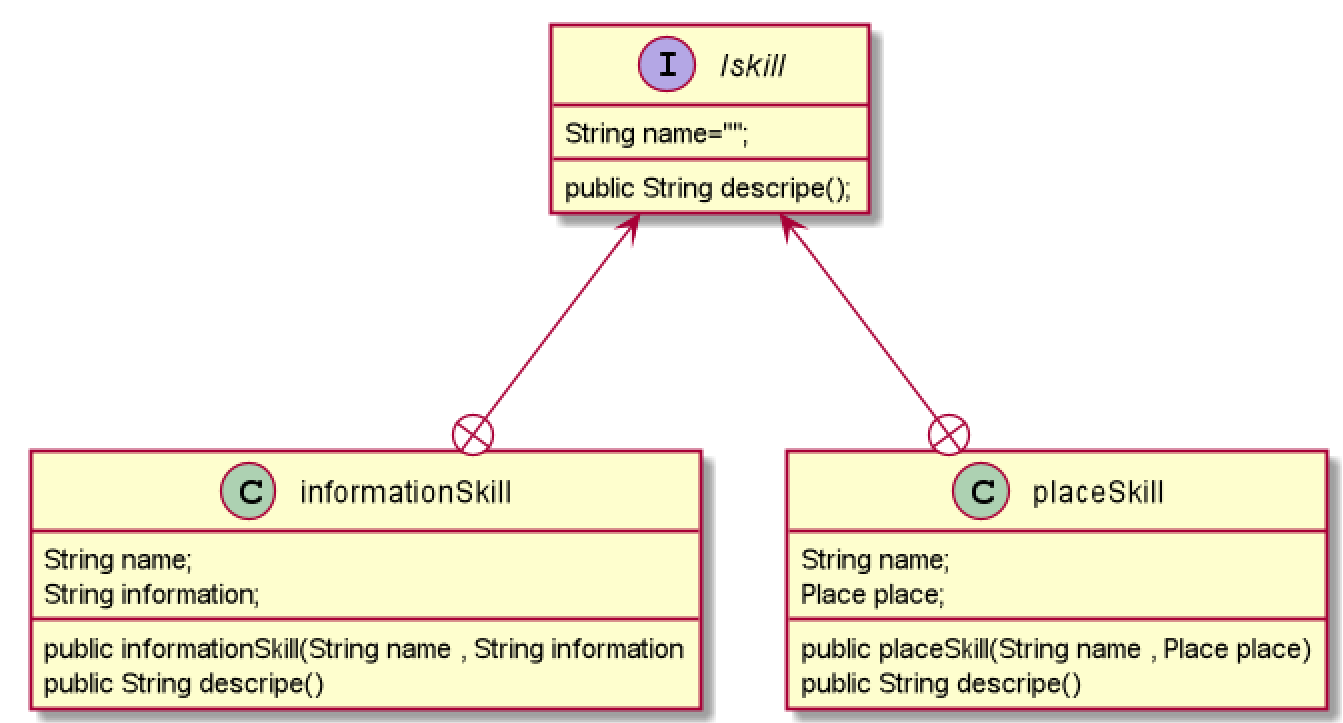 I Iskill
String name="";
public String descripe();
C informationSkill
String name;
String information;
public informationSkill(String name , String information
public String descripe()
C placeSkill
String name;
Place place;
public placeSkill(String name , Place place)
public String descripe()